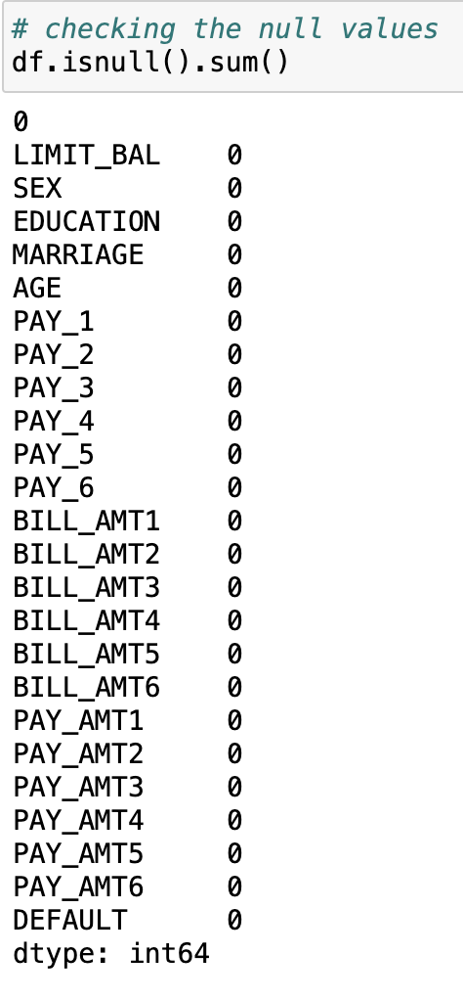 # checking the null values
df.isnull().sum()
0
LIMIT_BAL    0
SEX          0
EDUCATION    0
MARRIAGE     0
AGE          0
PAY_1        0
PAY_2        0
PAY_3        0
PAY_4        0
PAY_5        0
PAY_6        0
BILL_AMT1    0
BILL_AMT2    0
BILL_AMT3    0
BILL_AMT4    0
BILL_AMT5    0
BILL_AMT6    0
PAY_AMT1     0
PAY_AMT2     0
PAY_AMT3     0
PAY_AMT4     0
PAY_AMT5     0
PAY_AMT6     0
DEFAULT      0
dtype: int64